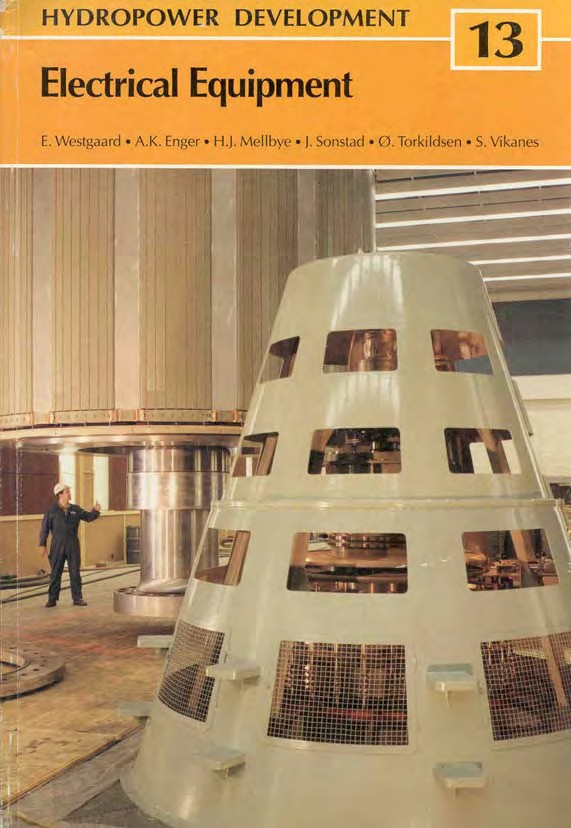 HYDROPOWER DEVELOPMENT
13
Electrical Equipment
E. Westgaard • A.K. Enger • H.J. Mellbye • J. Sonstad • Ø. Torkildsen • S. Vikanes